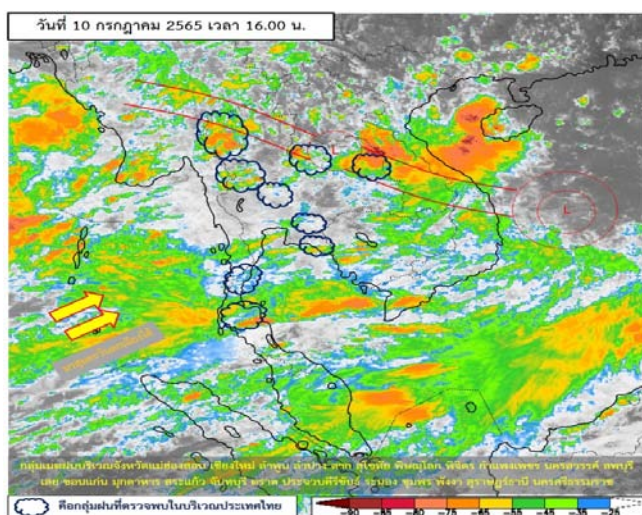 วันที่ 10 กรกฎาคม 2565 เวลา 16.00 น.
L
L
กลุ่มเมฆฝนบริเวณจังหวัดแม่ฮ่องสอน เชียงใหม่ ลำพูน ลำปาง ตาก สุโขทัย พิษณุโลก พิจิตร กำแพงเพชร นครสวรรค์ ลพบุรี
เลย ขอนแก่น มุกดาหาร สระแก้ว จันทบุรี ตราด ประจวบคีรีขันธ์ ระนอง ชุมพร พังงา สุราษฎร์ธานี นครศรีธรรมราช
คือกลุ่มฝนที่ตรวจพบในบริเวณประเทศไทย
-90 -85 -75 -65 -55 -45 -35 -25